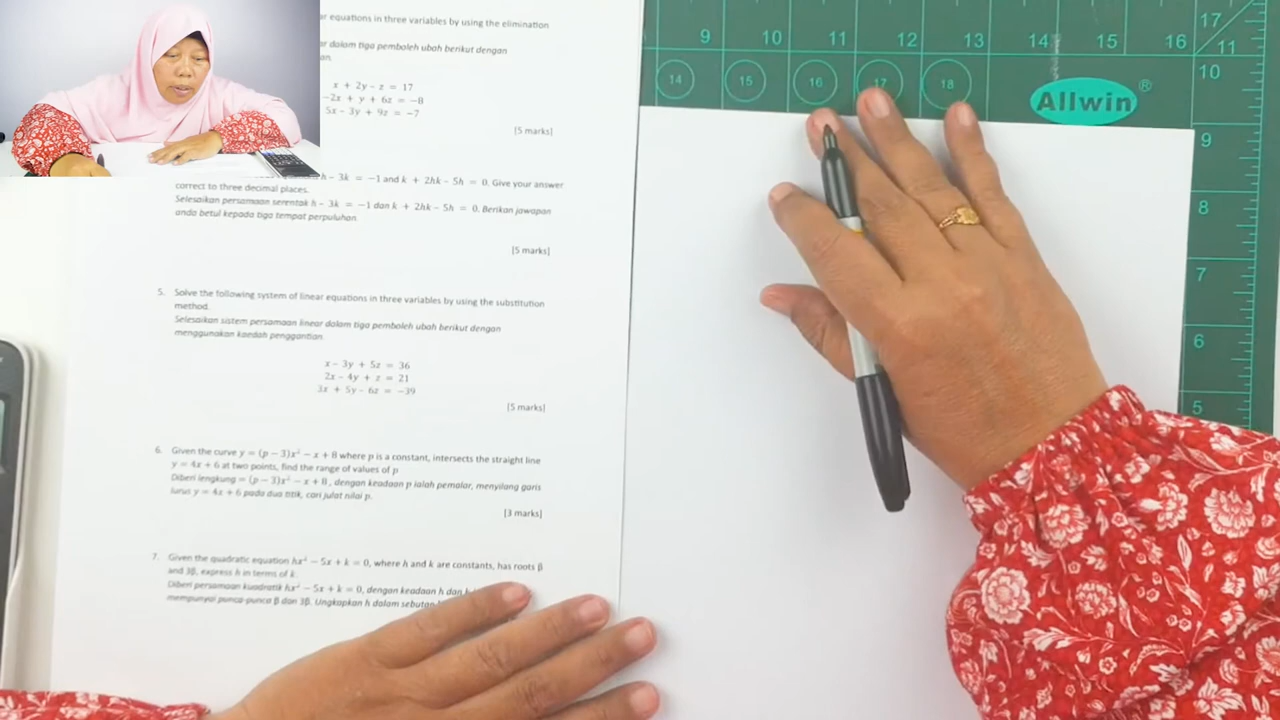 ar equations in three variables by using the elimination
ar dalam tiga pemboleh ubah berikut dengan
an.
x + 2y - z = 17
-2x + y + 6z = -8
5x - 3y + 9z = -7
[5 marks]
h - 3k = -1 and k + 2hk - 5h = 0. Give your answer
correct to three decimal places.
Selesaikan persamaan serentak h - 3k = -1 dan k + 2hk - 5h = 0. Berikan jawapan
anda betul kepada tiga tempat perpuluhan.
[5 marks]
5. Solve the following system of linear equations in three variables by using the substitution
method.
Selesaikan sistem persamaan linear dalam tiga pemboleh ubah berikut dengan
menggunakan kaedah penggantian.
x - 3y + 5z = 36
2x - 4y + z = 21
3x + 5y - 6z = -39
[5 marks]
6. Given the curve y = (p - 3)x² - x + 8 where p is a constant, intersects the straight line
y = 4x + 6 at two points, find the range of values of p
Diberi lengkung = (p - 3)x² - x + 8, dengan keadaan p ialah pemalar, menyilang garis
lurus y = 4x + 6 pada dua titik, cari julat nilai p.
[3 marks]
7. Given the quadratic equation hx² - 5x + k = 0, where h and k are constants, has roots β
and 3β, express h in terms of k.
Diberi persamaan kuadratik hx² - 5x + k = 0, dengan keadaan h dan
mempunyai punca-punca β dan 3β. Ungkapkan h dalam sebutan
9 10 11 12 13 14 15 16 17
11
14 15 16 17 18
Allwin ®
10
9
8
7
6
5